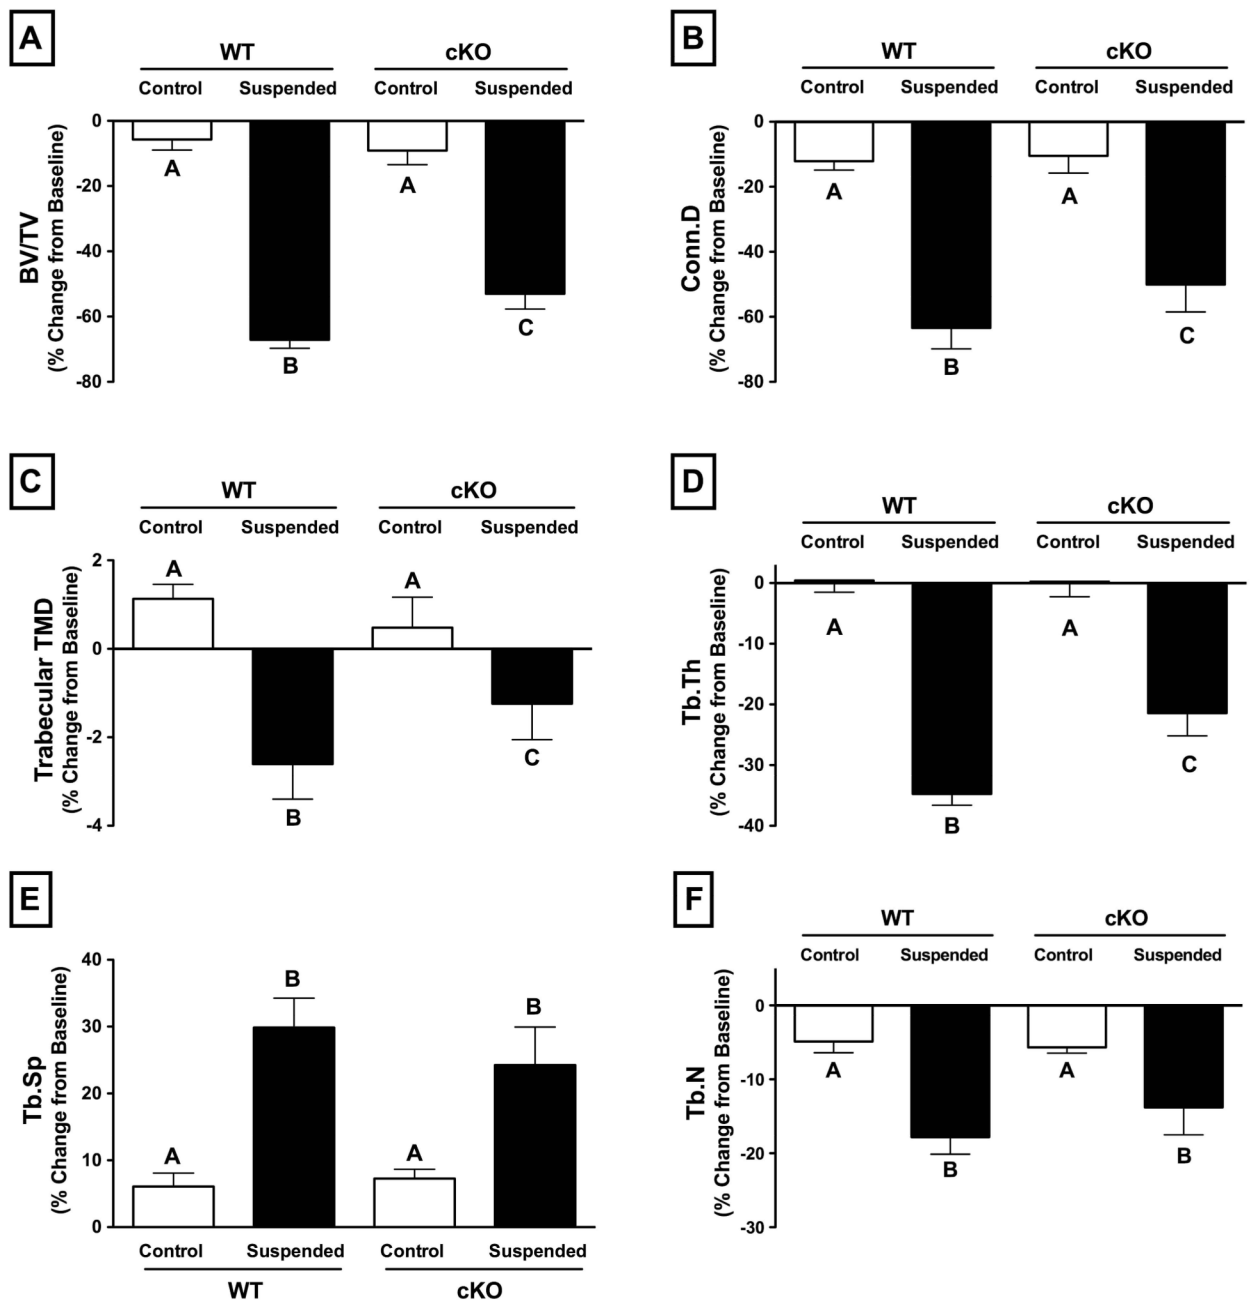 A
WT cKO
Control Suspended Control Suspended
0
-20
-40
-60
-80
BV/TV
(% Change from Baseline)
A B A C
B
WT cKO
Control Suspended Control Suspended
0
-20
-40
-60
-80
Conn.D
(% Change from Baseline)
A B A C
C
WT cKO
Control Suspended Control Suspended
2
0
-2
-4
Trabecular TMD
(% Change from Baseline)
A B A C
D
WT cKO
Control Suspended Control Suspended
0
-10
-20
-30
-40
Tb.Th
(% Change from Baseline)
A B A C
E
40
30
20
10
0
Tb.Sp
(% Change from Baseline)
A B A B
Control Suspended Control Suspended
WT cKO
F
WT cKO
Control Suspended Control Suspended
0
-10
-20
-30
Tb.N
(% Change from Baseline)
A B A B